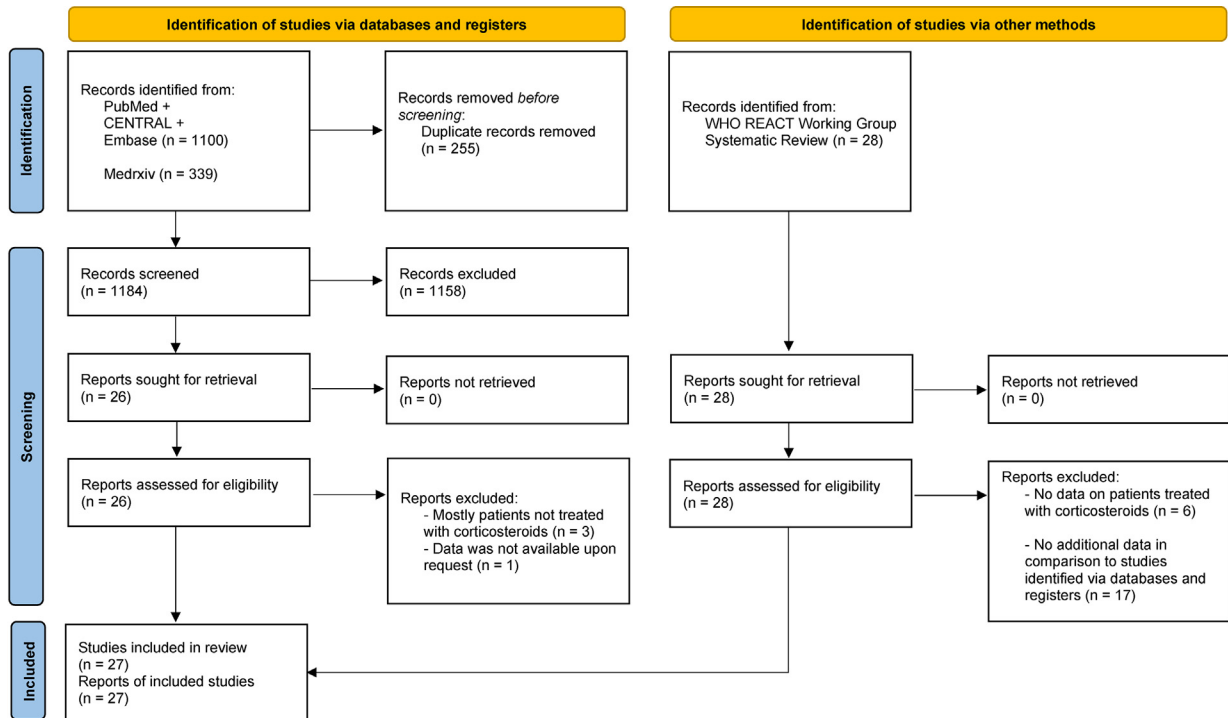 Identification of studies via databases and registers
Identification of studies via other methods
Identification
Records identified from:
PubMed +
CENTRAL +
Embase (n = 1100)
Medrxiv (n = 339)
Records removed before
screening:
Duplicate records removed
(n = 255)
Records identified from:
WHO REACT Working Group
Systematic Review (n = 28)
Screening
Records screened
(n = 1184)
Records excluded
(n = 1158)
Reports sought for retrieval
(n = 26)
Reports not retrieved
(n = 0)
Reports sought for retrieval
(n = 28)
Reports not retrieved
(n = 0)
Reports assessed for eligibility
(n = 26)
Reports excluded:
- Mostly patients not treated
with corticosteroids (n = 3)
- Data was not available upon
request (n = 1)
Reports assessed for eligibility
(n = 28)
Reports excluded:
- No data on patients treated
with corticosteroids (n = 6)
- No additional data in
comparison to studies
identified via databases and
registers (n = 17)
Included
Studies included in review
(n = 27)
Reports of included studies
(n = 27)